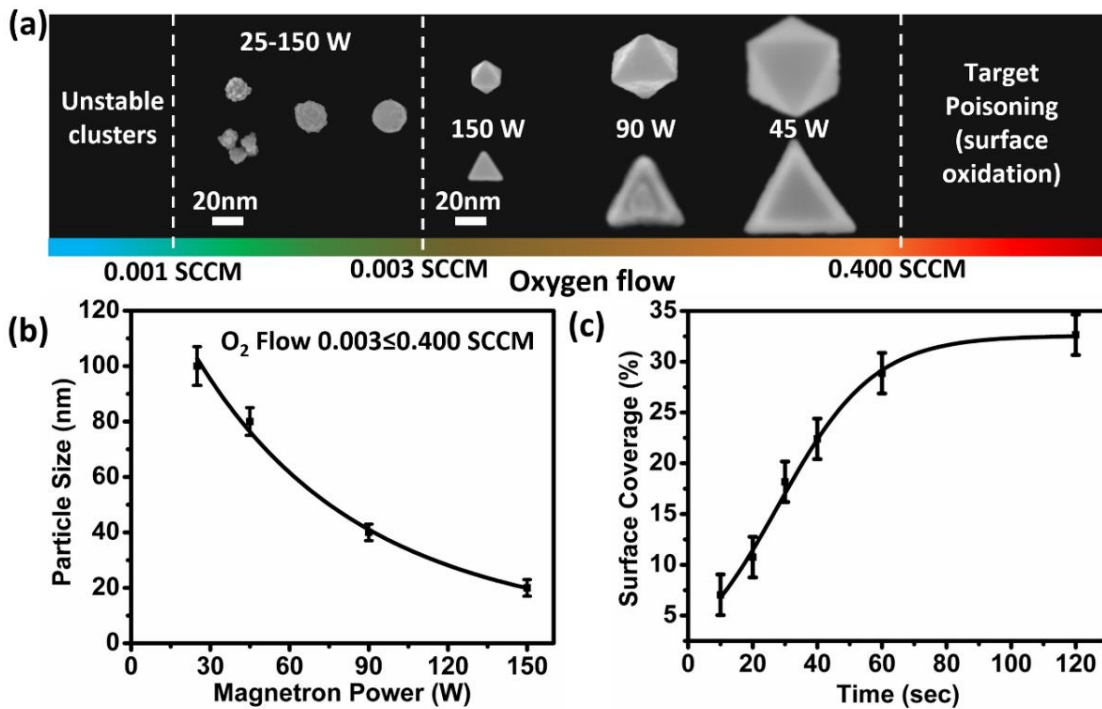 (a)
25-150 W
Unstable
clusters
150 W
90 W
45 W
Target
Poisoning
(surface
oxidation)
20nm
20nm
0.001 SCCM
0.003 SCCM
Oxygen flow
0.400 SCCM
(b)
O₂ Flow 0.003≤0.400 SCCM
Particle Size (nm)
120
100
80
60
40
20
0
0
30
60
90
120
150
Magnetron Power (W)
(c)
Surface Coverage (%)
35
30
25
20
15
10
5
0
20
40
60
80
100
120
Time (sec)